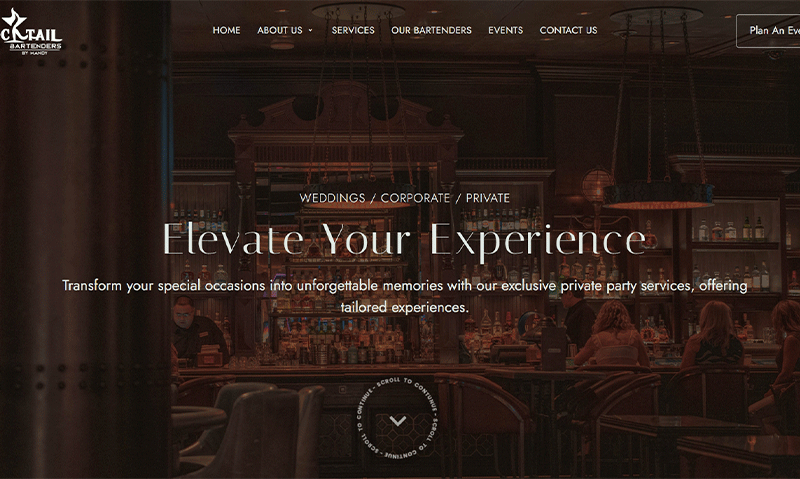 CKTAIL
BARTENDERS
BY MANDY
HOME ABOUT US SERVICES OUR BARTENDERS EVENTS CONTACT US
Plan An Eve
WEDDINGS / CORPORATE / PRIVATE
Elevate Your Experience
Transform your special occasions into unforgettable memories with our exclusive private party services, offering
tailored experiences.
SCROLL TO CONTINUE - SCROLL TO CONTINUE - SCROLL TO CONTINUE -